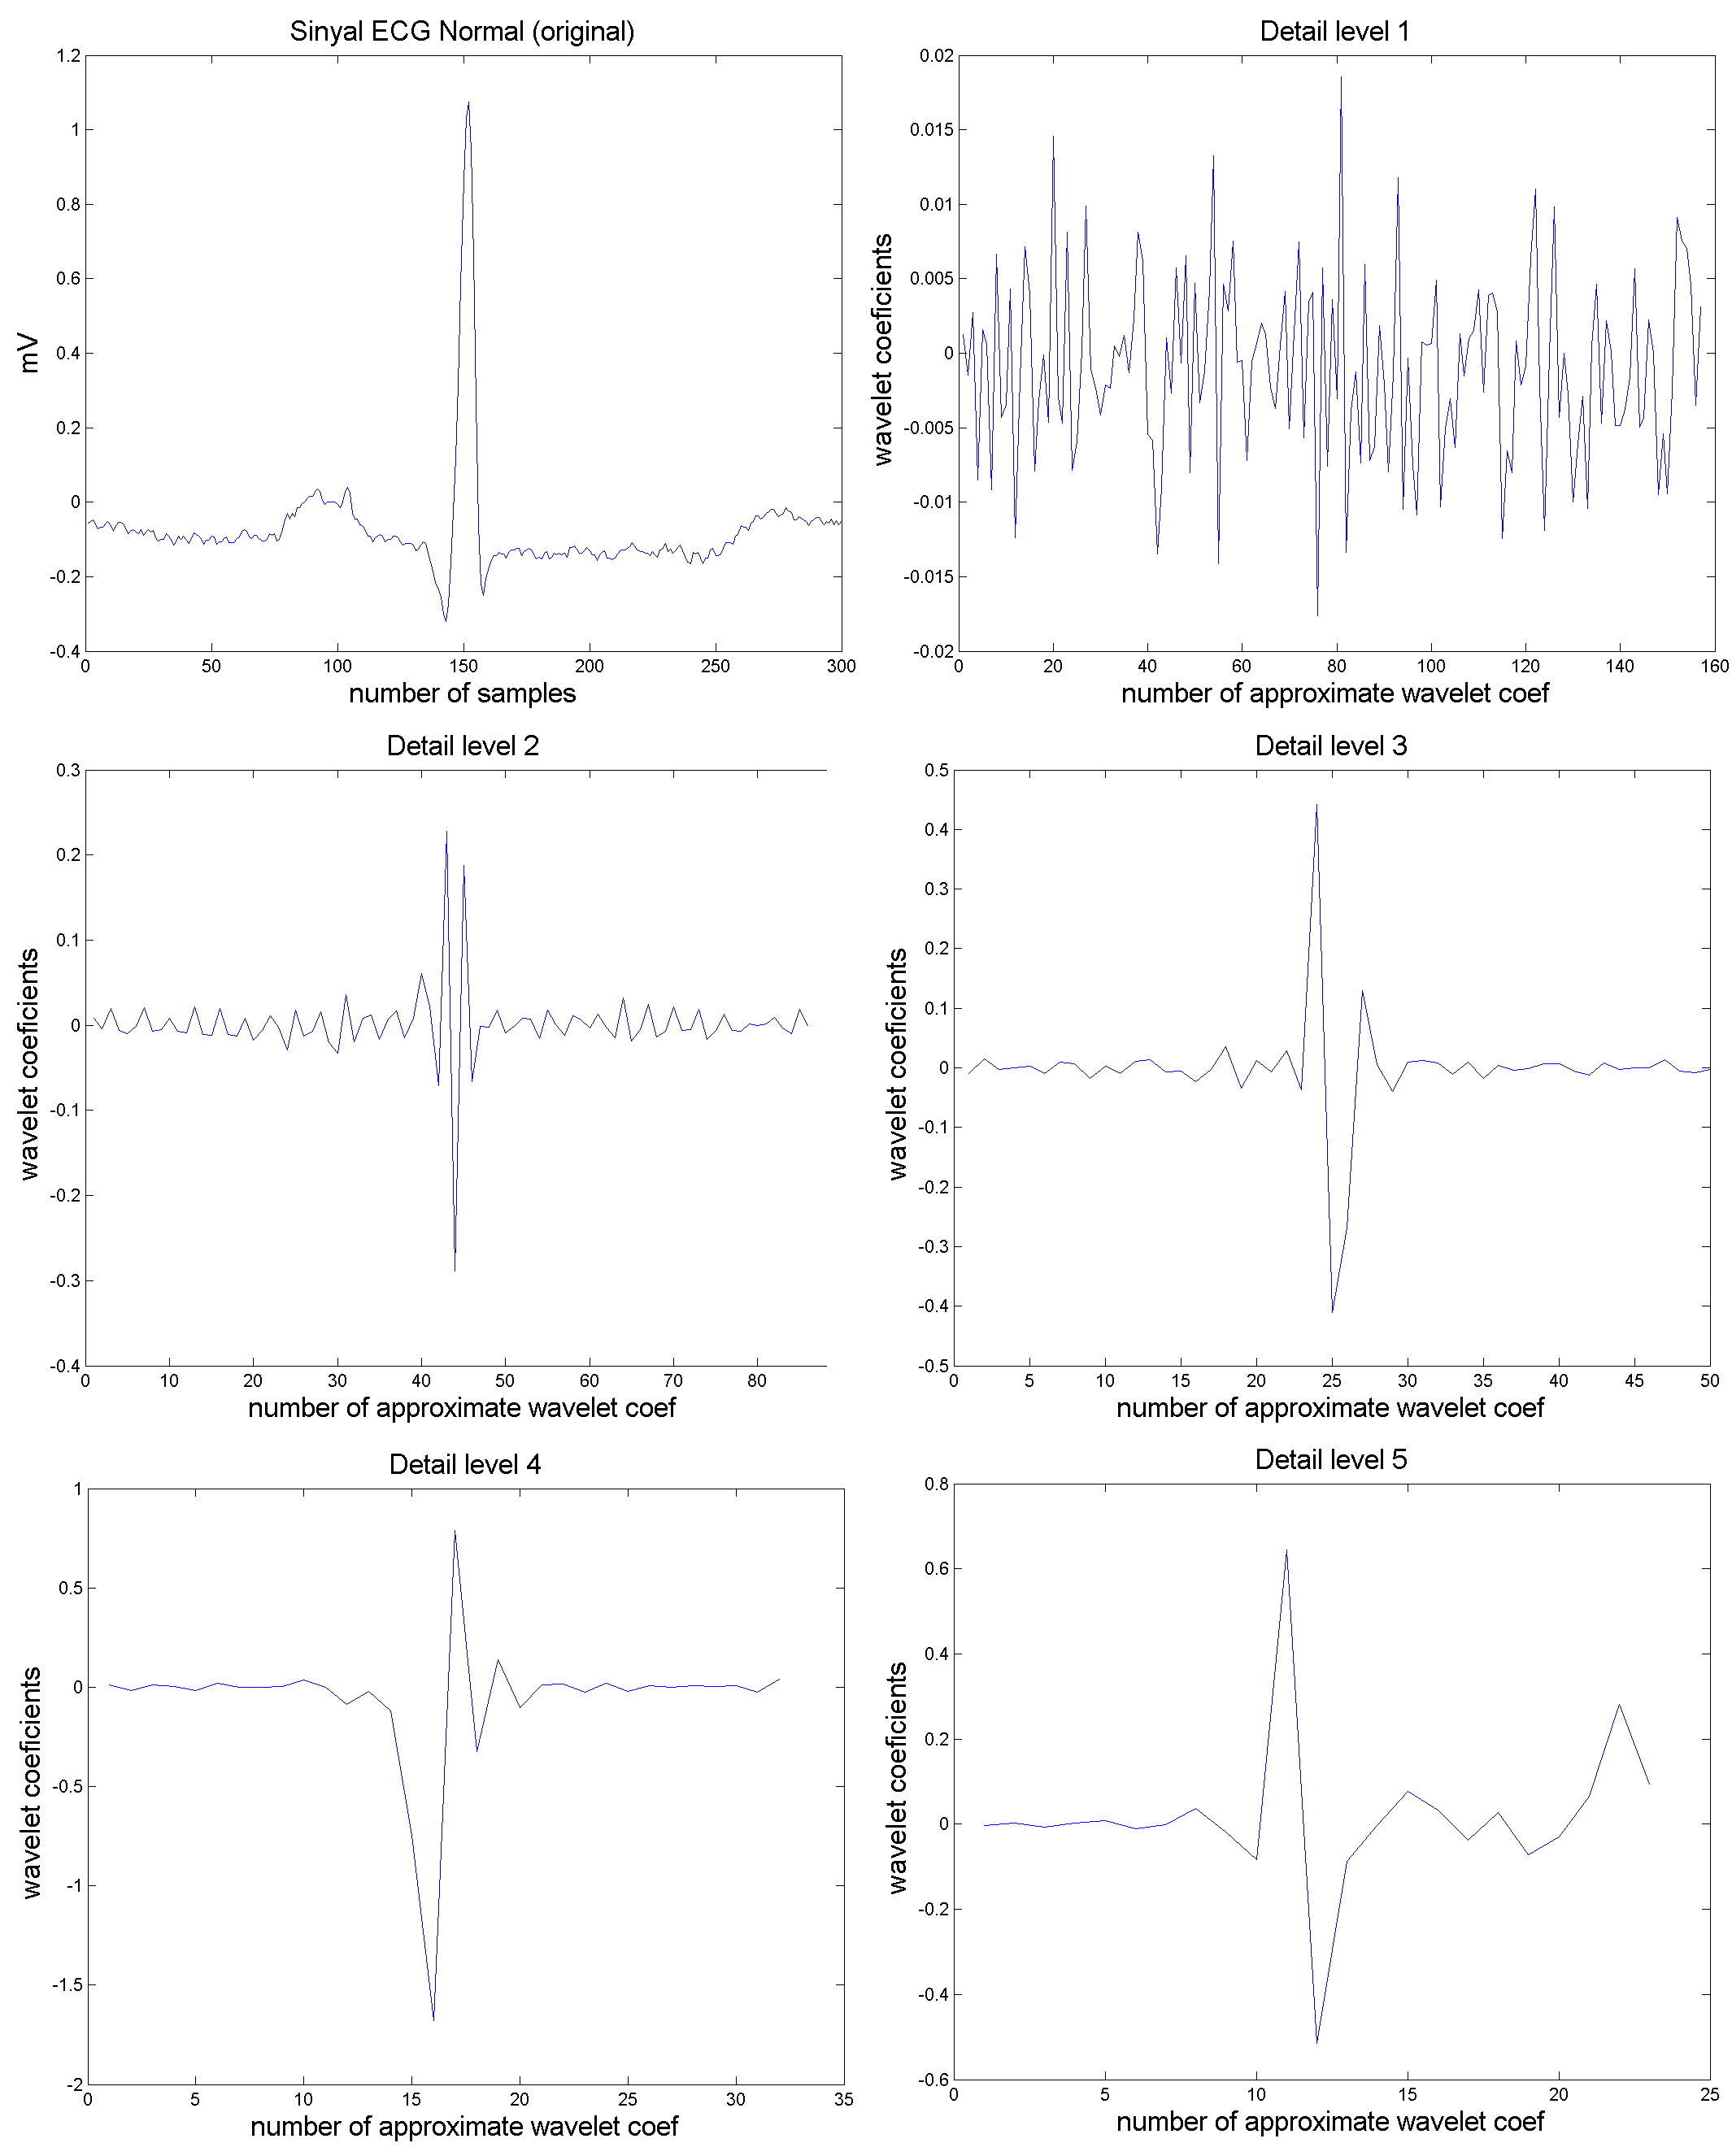 Sinyal ECG Normal (original)
1.2
1
0.8
0.6
0.4
0.2
0
-0.2
-0.4
mV
0 50 100 150 200 250 300
number of samples
Detail level 1
0.02
0.015
0.01
0.005
0
-0.005
-0.01
-0.015
-0.02
wavelet coeficients
0 20 40 60 80 100 120 140 160
number of approximate wavelet coef
Detail level 2
0.3
0.2
0.1
0
-0.1
-0.2
-0.3
-0.4
wavelet coeficients
0 10 20 30 40 50 60 70 80
number of approximate wavelet coef
Detail level 3
0.5
0.4
0.3
0.2
0.1
0
-0.1
-0.2
-0.3
-0.4
-0.5
wavelet coeficients
0 5 10 15 20 25 30 35 40 45 50
number of approximate wavelet coef
Detail level 4
1
0.5
0
-0.5
-1
-1.5
-2
wavelet coeficients
0 5 10 15 20 25 30 35
number of approximate wavelet coef
Detail level 5
0.8
0.6
0.4
0.2
0
-0.2
-0.4
-0.6
wavelet coeficients
0 5 10 15 20 25
number of approximate wavelet coef